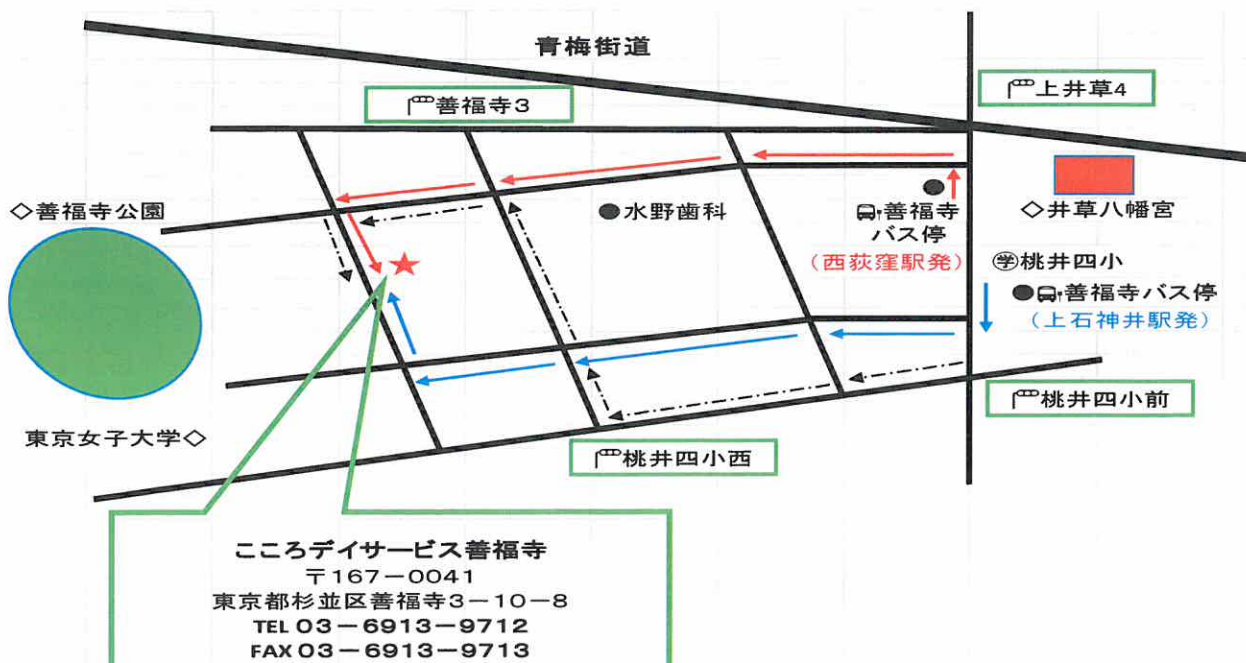 青梅街道
善福寺3
上井草4
◇善福寺公園
●水野歯科
善福寺
バス停
(西荻窪駅発)
◇井草八幡宮
㋻桃井四小
善福寺バス停
(上石神井駅発)
桃井四小前
東京女子大学◇
桃井四小西
こころデイサービス善福寺
〒167－0041
東京都杉並区善福寺3－10－8
TEL 03－6913－9712
FAX 03－6913－9713